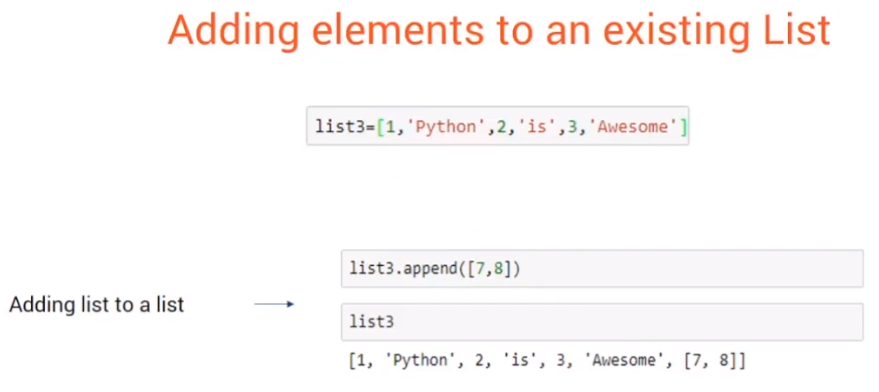 Adding elements to an existing List
list3=[1,'Python',2,'is',3,'Awesome']
list3.append([7,8])
Adding list to a list
list3
[1, 'Python', 2, 'is', 3, 'Awesome', [7, 8]]